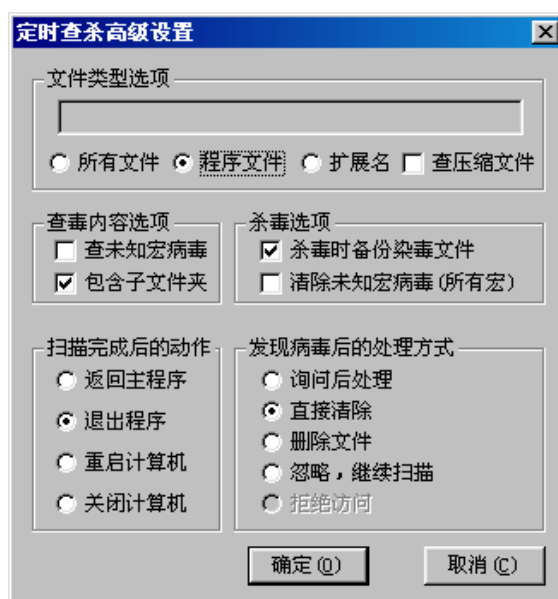 定时查杀高级设置
文件类型选项
所有文件 程序文件 扩展名 查压缩文件
查毒内容选项
查未知宏病毒
包含子文件夹
杀毒选项
杀毒时备份染毒文件
清除未知宏病毒(所有宏)
扫描完成后的动作
返回主程序
退出程序
重启计算机
关闭计算机
发现病毒后的处理方式
询问后处理
直接清除
删除文件
忽略，继续扫描
拒绝访问
确定(O) 取消(C)